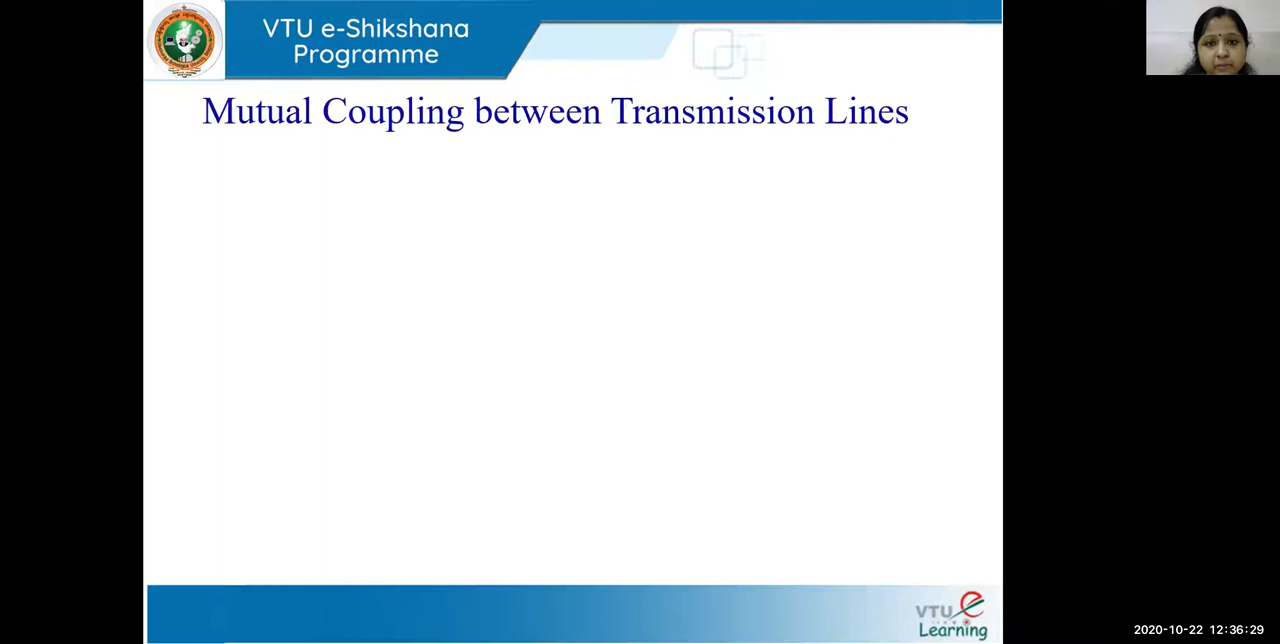 VTU e-Shikshana
Programme
Mutual Coupling between Transmission Lines
VTU
Learning
2020-10-22 12:36:29